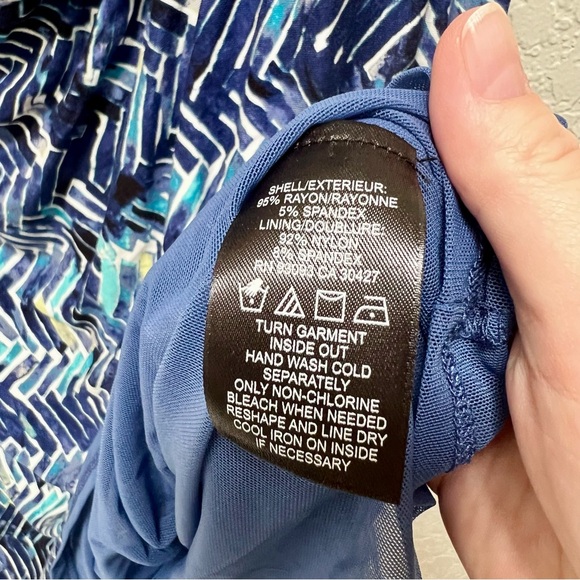 SHELL/EXTERIEUR:
95% RAYON/RAYONNE
5% SPANDEX
LINING/DOUBLURE:
92% NYLON
8% SPANDEX
RN CA 30427
TURN GARMENT
INSIDE OUT
HAND WASH COLD
SEPARATELY
ONLY NON-CHLORINE
BLEACH WHEN NEEDED
RESHAPE AND LINE DRY
COOL IRON ON INSIDE
IF NECESSARY